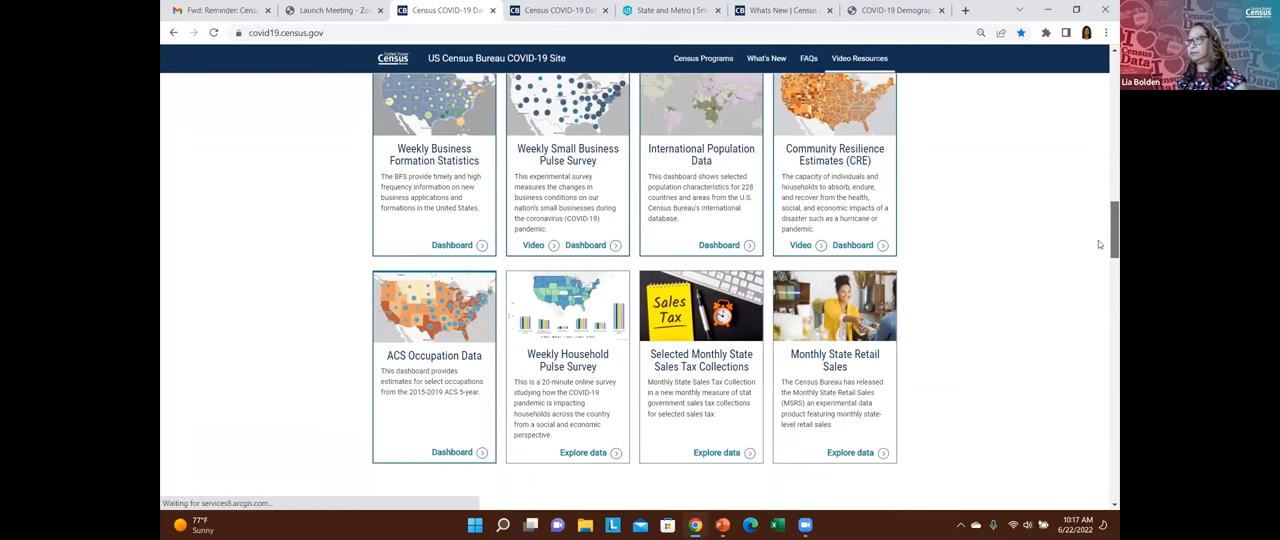 Fwd: Reminder: Cens
Launch Meeting - Zoo
Census COVID-19 Da
Census COVID-19 Dat
State and Metro | Sm
Whats New | Census
COVID-19 Demograp
covid19.census.gov
United States
Census
US Census Bureau COVID-19 Site
Census Programs
What's New
FAQs
Video Resources
Weekly Business
Formation Statistics
The BFS provide timely and high
frequency information on new
business applications and
formations in the United States.
Dashboard
Weekly Small Business
Pulse Survey
This experimental survey
measures the changes in
business conditions on our
nation's small businesses during
the coronavirus (COVID-19)
pandemic.
Video
Dashboard
International Population
Data
This dashboard shows selected
population characteristics for 228
countries and areas from the U.S.
Census Bureau's International
database.
Dashboard
Community Resilience
Estimates (CRE)
The capacity of individuals and
households to absorb, endure,
and recover from the health,
social, and economic impacts of a
disaster such as a hurricane or
pandemic.
Video
Dashboard
ACS Occupation Data
This dashboard provides
estimates for select occupations
from the 2015-2019 ACS 5-year.
Dashboard
Weekly Household
Pulse Survey
This is a 20-minute online survey
studying how the COVID-19
pandemic is impacting
households across the country
from a social and economic
perspective.
Explore data
Sales
Tax
Selected Monthly State
Sales Tax Collections
Monthly State Sales Tax Collection
in a new monthly measure of stat
government sales tax collections
for selected sales tax.
Explore data
Monthly State Retail
Sales
The Census Bureau has released
the Monthly State Retail Sales
(MSRS) an experimental data
product featuring monthly state-
level retail sales
Explore data
Waiting for services8.arcgis.com...
77°F
Sunny
10:17 AM
6/22/2022
Census
I
Census
Data
Lia Bolden